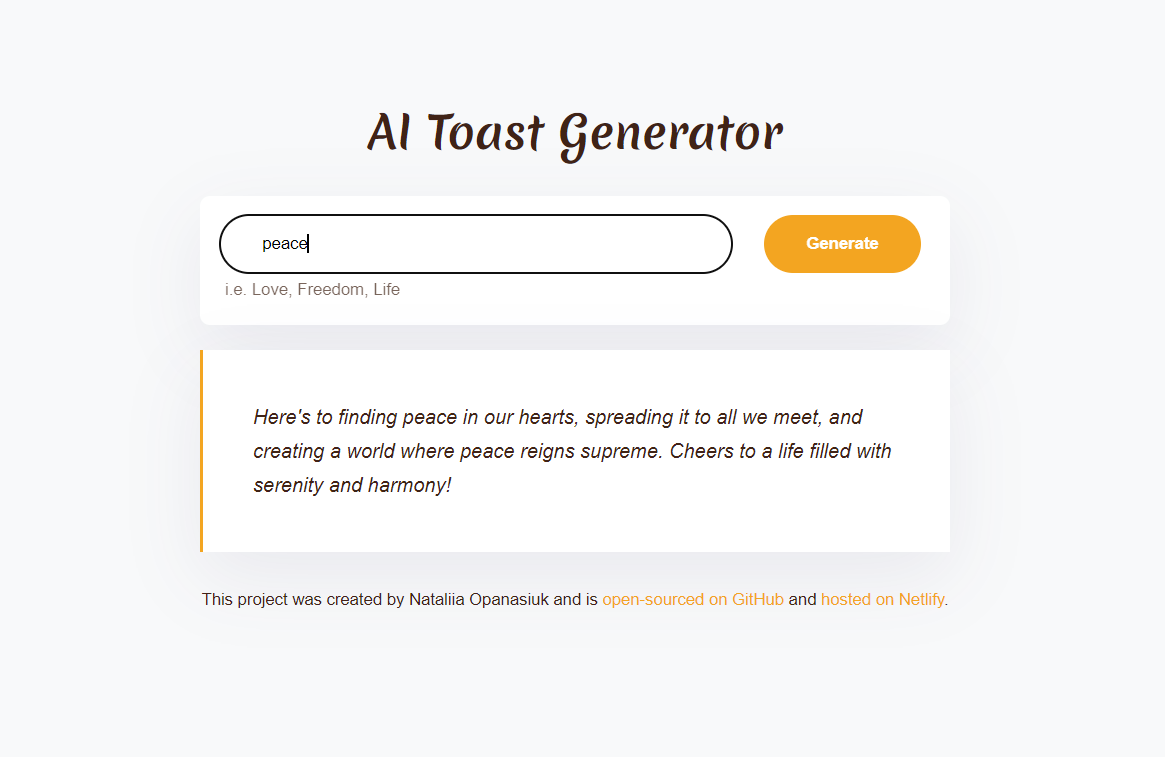 AI Toast Generator
peace
Generate
i.e. Love, Freedom, Life
Here's to finding peace in our hearts, spreading it to all we meet, and
creating a world where peace reigns supreme. Cheers to a life filled with
serenity and harmony!
This project was created by Nataliia Opanasiuk and is open-sourced on GitHub and hosted on Netlify.